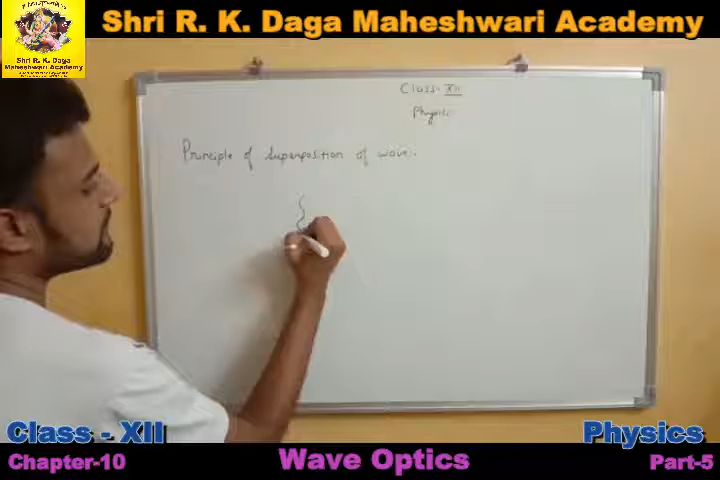 Shri R. K. Daga Maheshwari Academy
Shri R. K. Daga
Maheshwari Academy
Class - XII
Physics
Principle of Superposition of wave.
Class - XII
Physics
Chapter-10
Wave Optics
Part-5